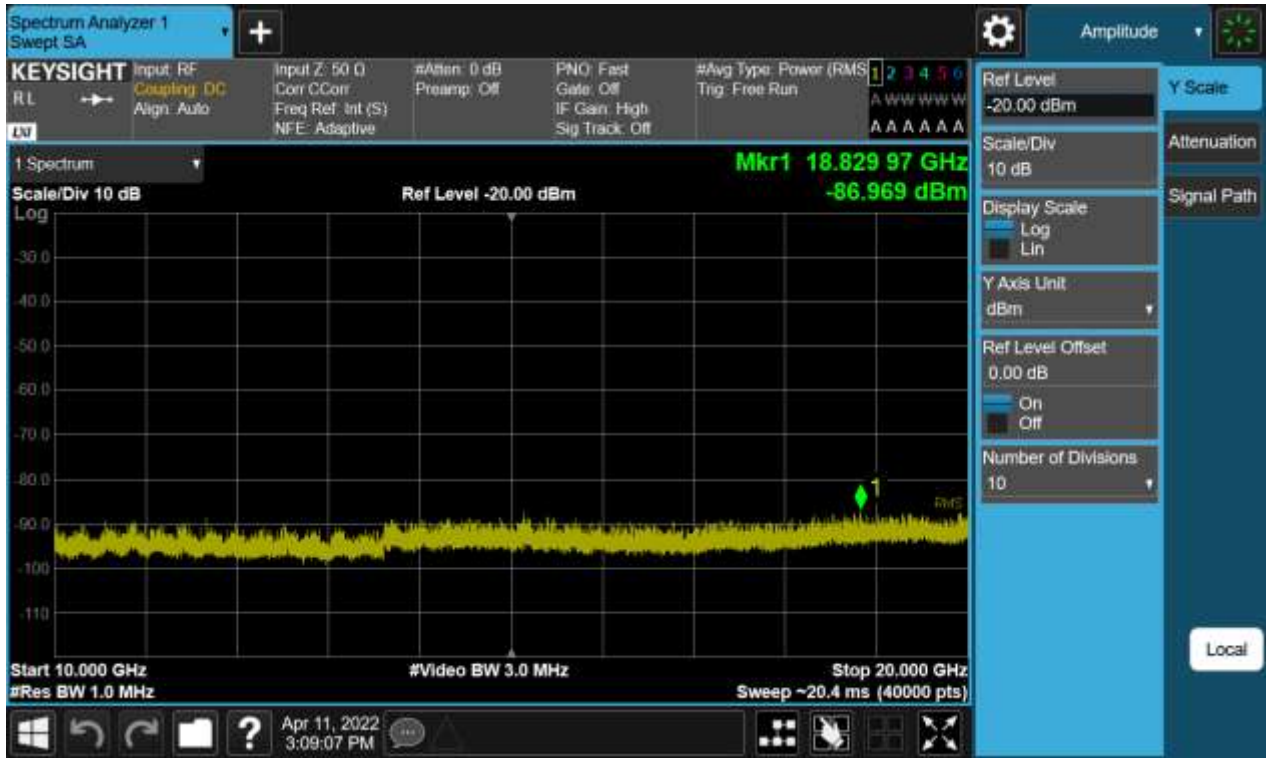 Spectrum Analyzer 1
Swept SA
Amplitude
KEYSIGHT
RL
LXI
Input: RF
Coupling: DC
Align: Auto
Input Z: 50 Ω
Corr CCorr
Freq Ref: Int (S)
NFE: Adaptive
#Atten: 0 dB
Preamp: Off
PNO: Fast
Gate: Off
IF Gain: High
Sig Track: Off
#Avg Type: Power (RMS
Trig: Free Run
1 2 3 4 5 6
A W W W W W
A A A A A A
1 Spectrum
Scale/Div 10 dB
Ref Level -20.00 dBm
Mkr1 18.829 97 GHz
-86.969 dBm
Log
-30.0
-40.0
-50.0
-60.0
-70.0
-80.0
-90.0
-100
-110
1
RMS
Start 10.000 GHz
#Res BW 1.0 MHz
#Video BW 3.0 MHz
Stop 20.000 GHz
Sweep ~20.4 ms (40000 pts)
Ref Level
-20.00 dBm
Scale/Div
10 dB
Display Scale
Log
Lin
Y Axis Unit
dBm
Ref Level Offset
0.00 dB
On
Off
Number of Divisions
10
Y Scale
Attenuation
Signal Path
Local
?
Apr 11, 2022
3:09:07 PM